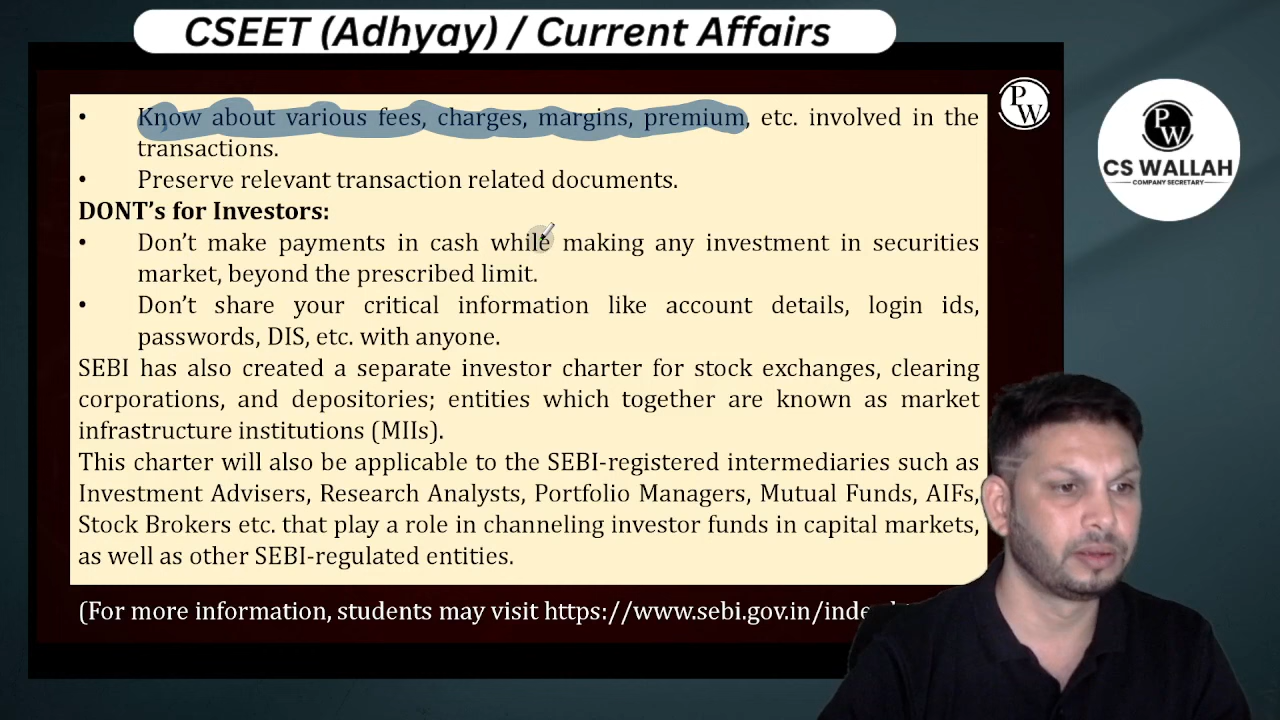 CSEET (Adhyay) / Current Affairs
• Know about various fees, charges, margins, premium, etc. involved in the
transactions.
• Preserve relevant transaction related documents.
DONT’s for Investors:
• Don’t make payments in cash while making any investment in securities
market, beyond the prescribed limit.
• Don’t share your critical information like account details, login ids,
passwords, DIS, etc. with anyone.
SEBI has also created a separate investor charter for stock exchanges, clearing
corporations, and depositories; entities which together are known as market
infrastructure institutions (MIIs).
This charter will also be applicable to the SEBI-registered intermediaries such as
Investment Advisers, Research Analysts, Portfolio Managers, Mutual Funds, AIFs,
Stock Brokers etc. that play a role in channeling investor funds in capital markets,
as well as other SEBI-regulated entities.
(For more information, students may visit https://www.sebi.gov.in/inde
PW
PW
CS WALLAH
COMPANY SECRETARY